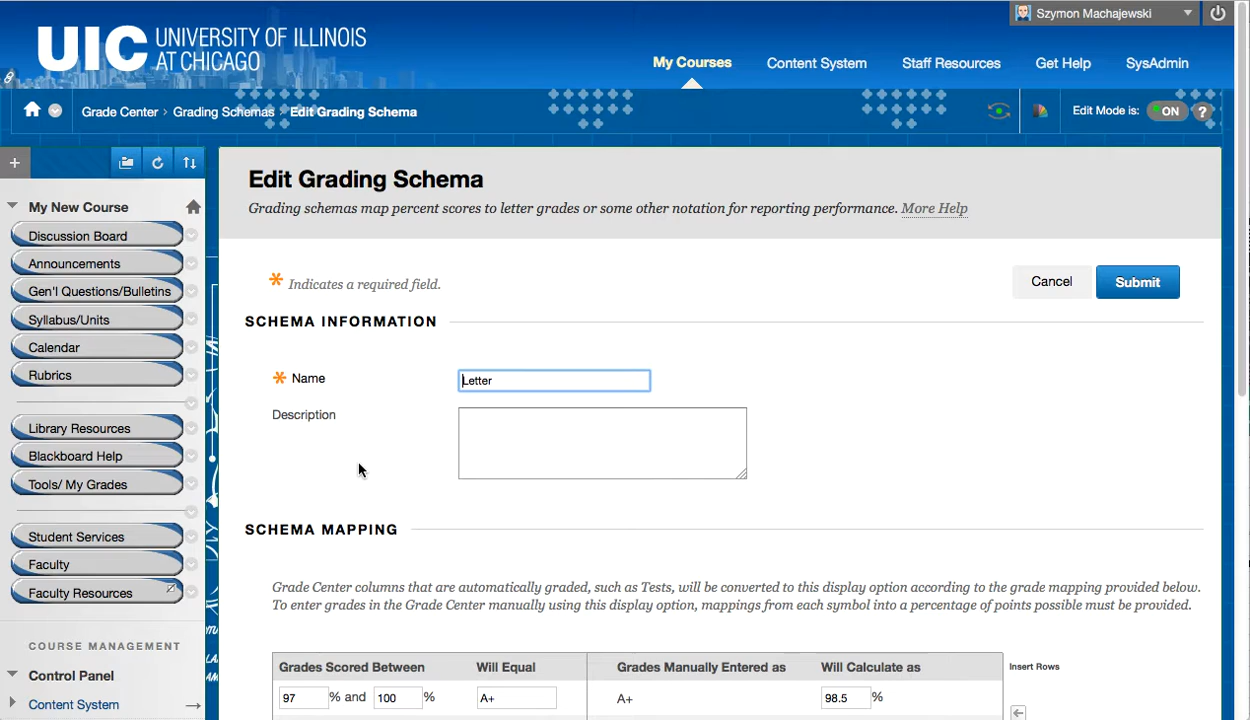 Szymon Machajewski
UIC UNIVERSITY OF ILLINOIS
AT CHICAGO
My Courses Content System Staff Resources Get Help SysAdmin
Grade Center › Grading Schemas › Edit Grading Schema
Edit Mode is: ON ?
My New Course
Discussion Board
Announcements
Gen'l Questions/Bulletins
Syllabus/Units
Calendar
Rubrics
Library Resources
Blackboard Help
Tools/ My Grades
Student Services
Faculty
Faculty Resources
COURSE MANAGEMENT
Control Panel
Content System
Edit Grading Schema
Grading schemas map percent scores to letter grades or some other notation for reporting performance. More Help
* Indicates a required field.
Cancel Submit
SCHEMA INFORMATION
* Name Letter
Description
SCHEMA MAPPING
Grade Center columns that are automatically graded, such as Tests, will be converted to this display option according to the grade mapping provided below.
To enter grades in the Grade Center manually using this display option, mappings from each symbol into a percentage of points possible must be provided.
Grades Scored Between Will Equal Grades Manually Entered as Will Calculate as Insert Rows
97 % and 100 % A+ A+ 98.5 %